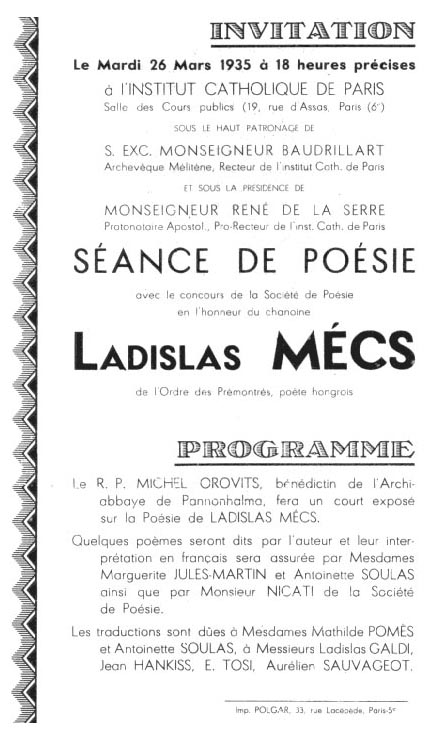 INVITATION
Le Mardi 26 Mars 1935 à 18 heures précises
à l'INSTITUT CATHOLIQUE DE PARIS
Salle des Cours publics (19, rue d'Assas, Paris (6ᵉ)
SOUS LE HAUT PATRONAGE DE
S. EXC. MONSEIGNEUR BAUDRILLART
Archevêque Mélitène, Recteur de l'institut Cath. de Paris
ET SOUS LA PRESIDENCE DE
MONSEIGNEUR RENÉ DE LA SERRE
Protonotaire Apostol., Pro-Recteur de l'inst. Cath. de Paris
SÉANCE DE POÉSIE
avec le concours de la Société de Poésie
en l'honneur du chanoine
LADISLAS MÉCS
de l'Ordre des Prémontrés, poète hongrois
PROGRAMME
Le R. P. MICHEL OROVITS, bénédictin de l'Archi-
abbaye de Pannonhalma, fera un court exposé
sur la Poésie de LADISLAS MÉCS.
Quelques poèmes seront dits par l'auteur et leur inter-
prétation en français sera assurée par Mesdames
Marguerite JULES-MARTIN et Antoinette SOULAS
ainsi que par Monsieur NICATI de la Société
de Poésie.
Les traductions sont dûes à Mesdames Mathilde POMÈS
et Antoinette SOULAS, à Messieurs Ladislas GALDI,
Jean HANKISS, E. TOSI, Aurélien SAUVAGEOT.
Imp. POLGAR, 33, rue Lacépède, Paris-5ᵉ